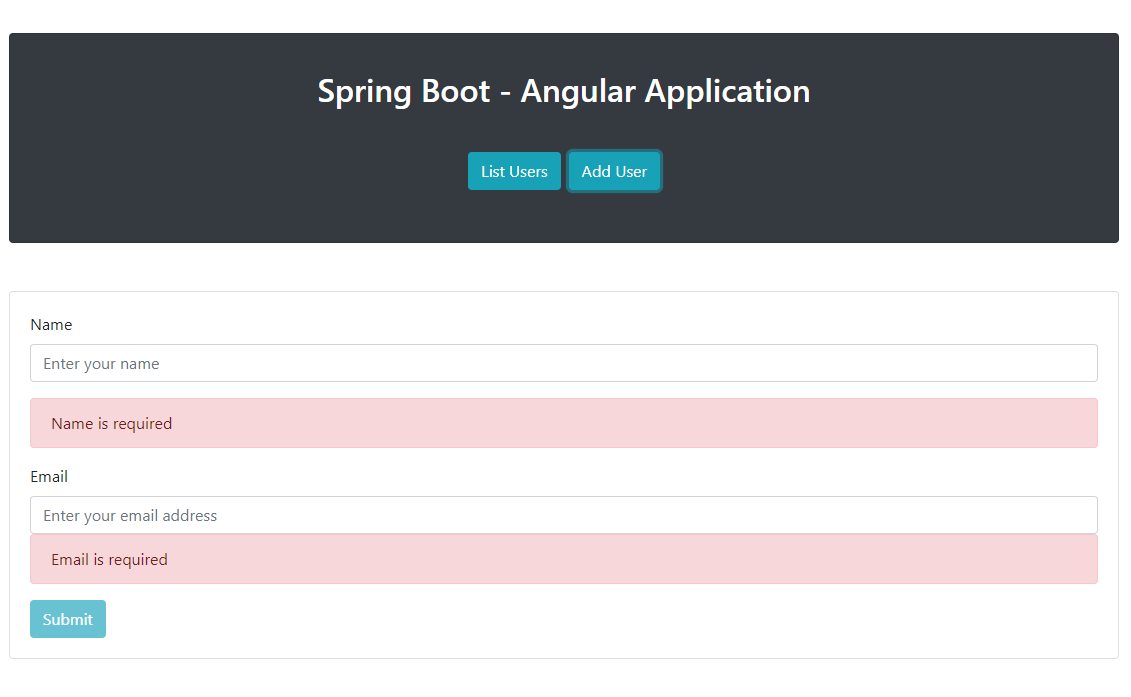 Spring Boot - Angular Application
List Users Add User
Name
Enter your name
Name is required
Email
Enter your email address
Email is required
Submit